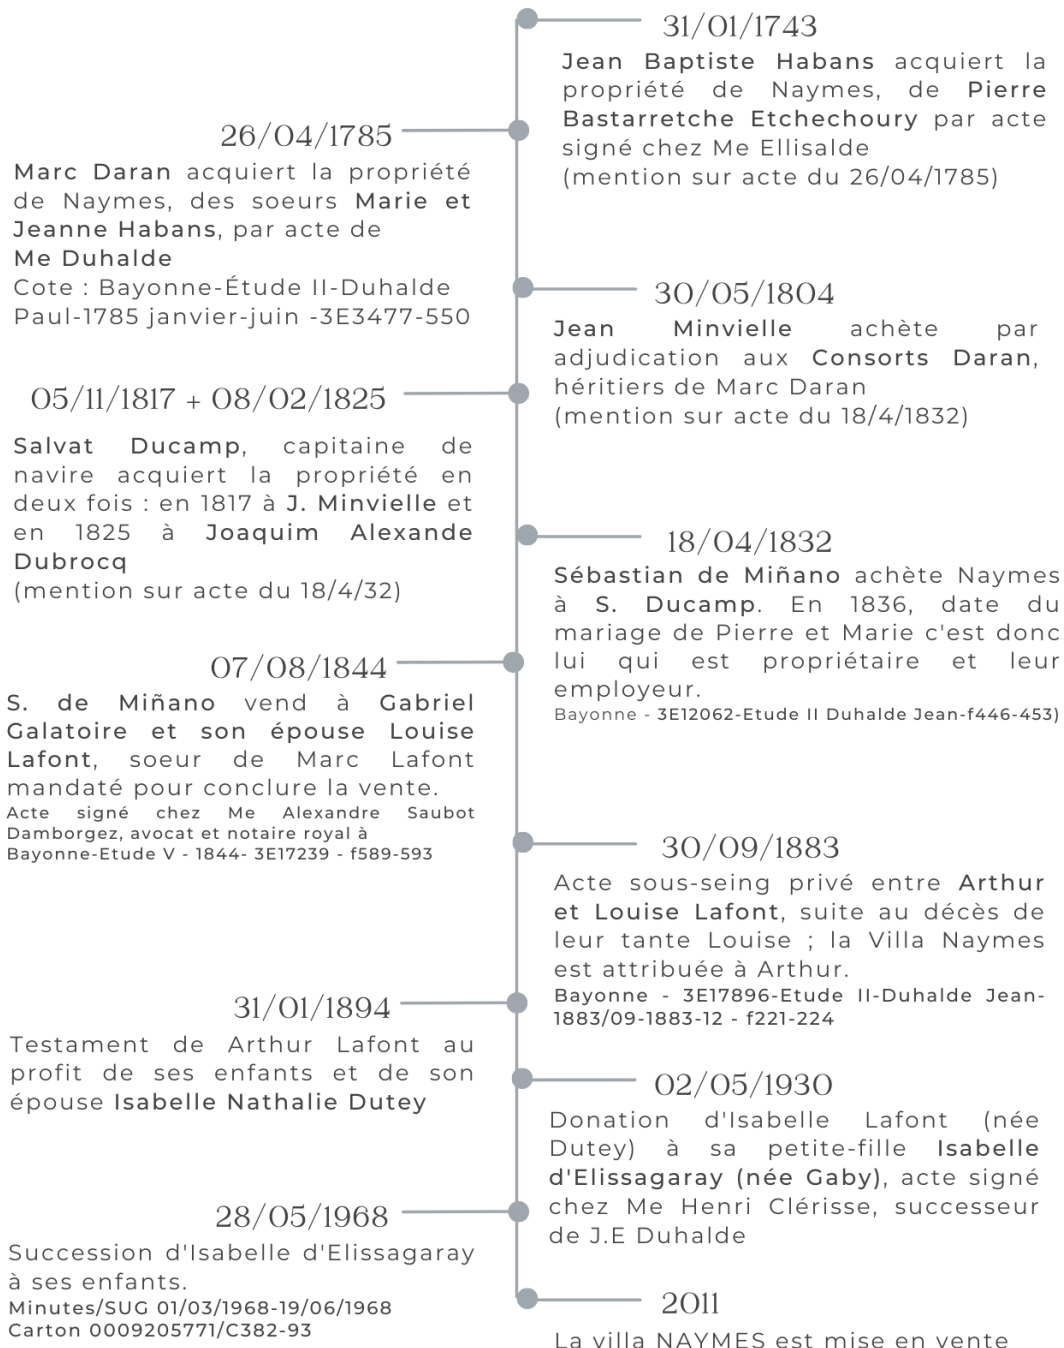 31/01/1743
Jean Baptiste Habans acquiert la
propriété de Naymes, de Pierre
Bastarretche Etchechoury par acte
signé chez Me Ellisalde
(mention sur acte du 26/04/1785)
26/04/1785
Marc Daran acquiert la propriété
de Naymes, des soeurs Marie et
Jeanne Habans, par acte de
Me Duhalde
Cote : Bayonne-Étude II-Duhalde
Paul-1785 janvier-juin -3E3477-550
30/05/1804
Jean Minvielle achète par
adjudication aux Consorts Daran,
héritiers de Marc Daran
(mention sur acte du 18/4/1832)
05/11/1817 + 08/02/1825
Salvat Ducamp, capitaine de
navire acquiert la propriété en
deux fois : en 1817 à J. Minvielle et
en 1825 à Joaquim Alexande
Dubrocq
(mention sur acte du 18/4/32)
18/04/1832
Sébastian de Miñano achète Naymes
à S. Ducamp. En 1836, date du
mariage de Pierre et Marie c'est donc
lui qui est propriétaire et leur
employeur.
Bayonne - 3E12062-Etude II Duhalde Jean-f446-453)
07/08/1844
S. de Miñano vend à Gabriel
Galatoire et son épouse Louise
Lafont, soeur de Marc Lafont
mandaté pour conclure la vente.
Acte signé chez Me Alexandre Saubot
Damborgez, avocat et notaire royal à
Bayonne-Etude V - 1844- 3E17239 - f589-593
30/09/1883
Acte sous-seing privé entre Arthur
et Louise Lafont, suite au décès de
leur tante Louise ; la Villa Naymes
est attribuée à Arthur.
Bayonne - 3E17896-Etude II-Duhalde Jean-
1883/09-1883-12 - f221-224
31/01/1894
Testament de Arthur Lafont au
profit de ses enfants et de son
épouse Isabelle Nathalie Dutey
02/05/1930
Donation d'Isabelle Lafont (née
Dutey) à sa petite-fille Isabelle
d'Elissagaray (née Gaby), acte signé
chez Me Henri Clérisse, successeur
de J.E Duhalde
28/05/1968
Succession d'Isabelle d'Elissagaray
à ses enfants.
Minutes/SUG 01/03/1968-19/06/1968
Carton 0009205771/C382-93
2011
La villa NAYMES est mise en vente